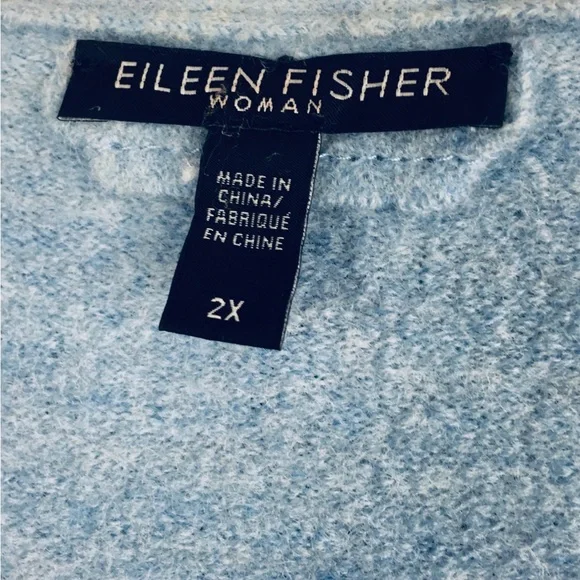 EILEEN FISHER
WOMAN
MADE IN
CHINA/
FABRIQUÉ
EN CHINE
2X